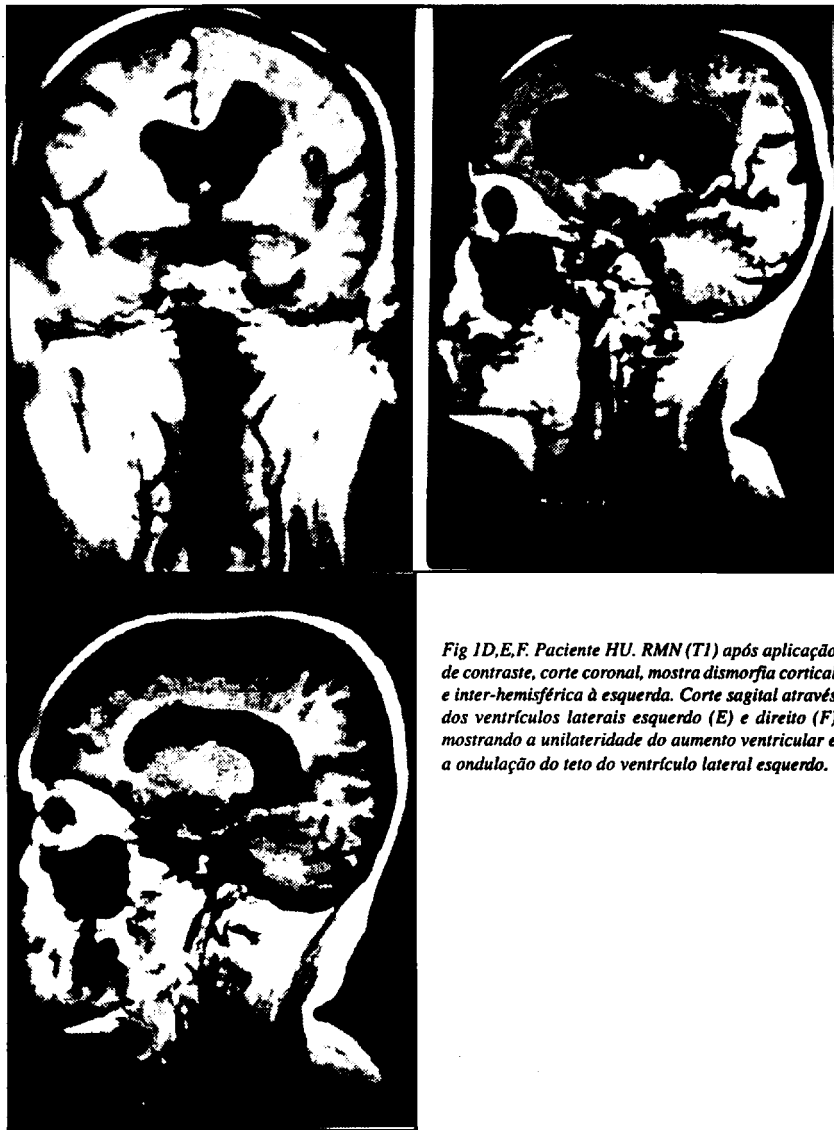 Fig 1D,E,F. Paciente HU. RMN (T1) após aplicação
de contraste, corte coronal, mostra dismorfia cortical
e inter-hemisférica à esquerda. Corte sagital através
dos ventrículos laterais esquerdo (E) e direito (F)
mostrando a unilateridade do aumento ventricular e
a ondulação do teto do ventrículo lateral esquerdo.